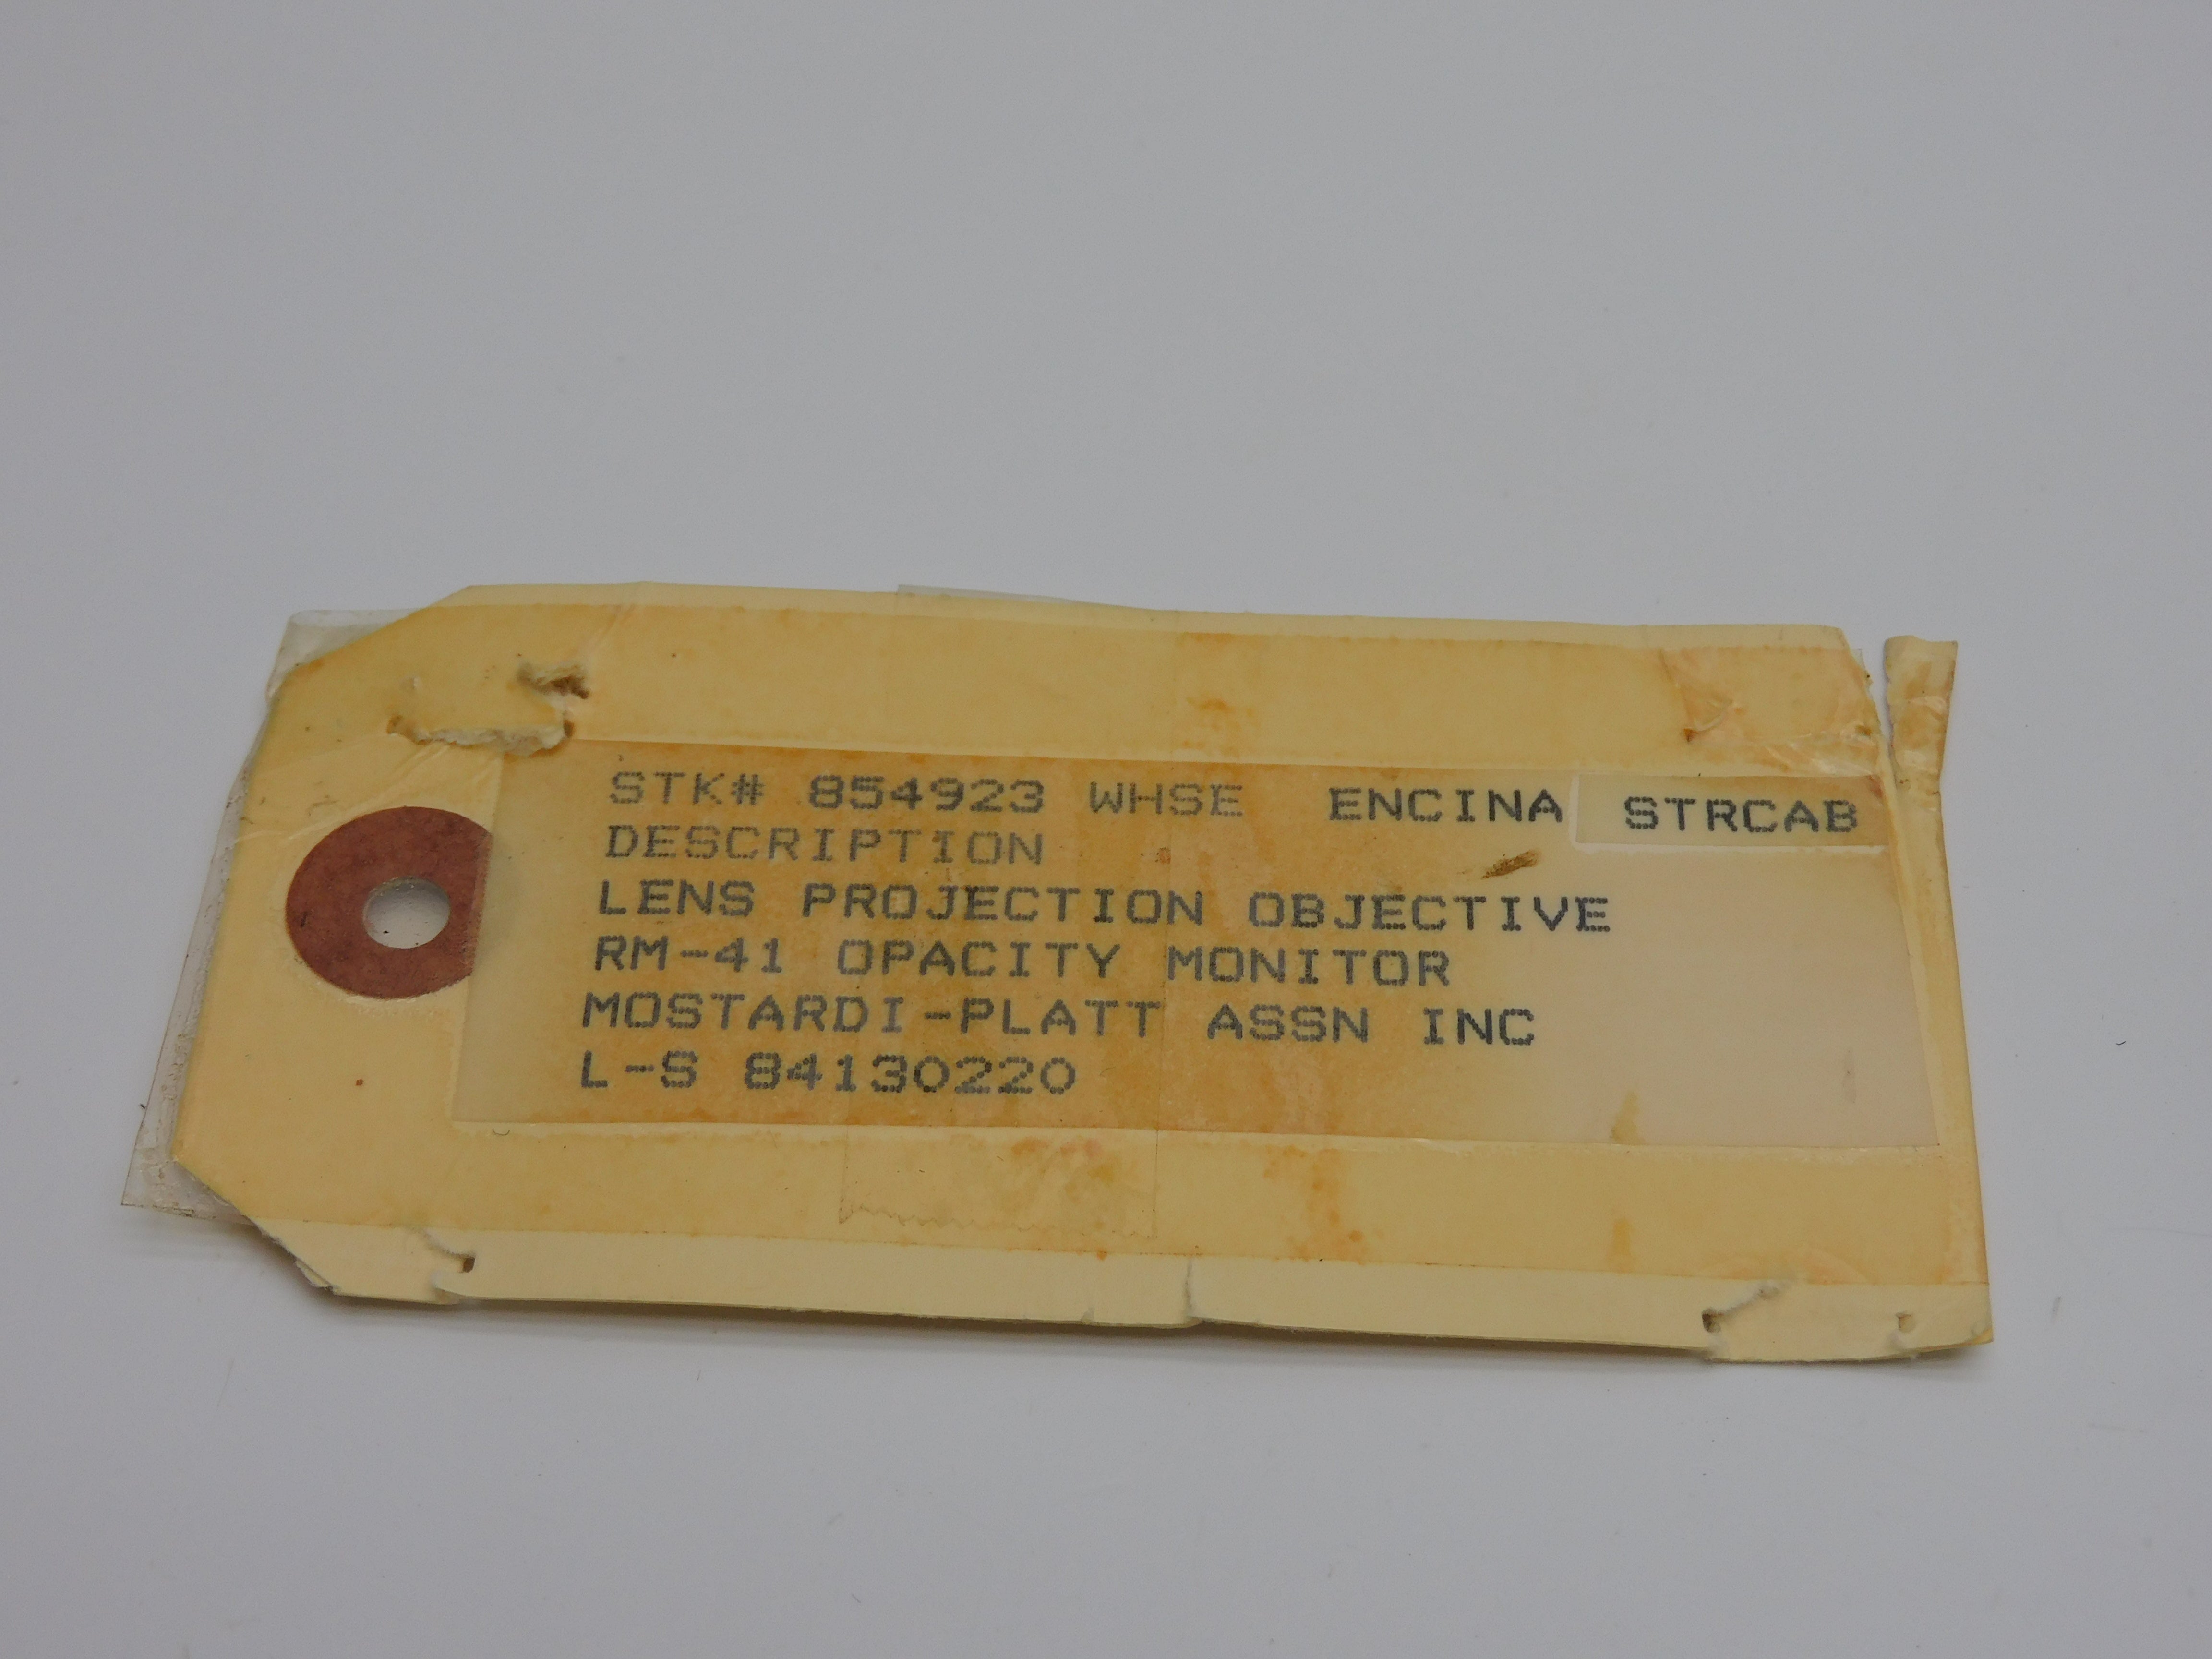 STK# 854923 WHSE ENCINA STRCAB
DESCRIPTION
LENS PROJECTION OBJECTIVE
RM-41 OPACITY MONITOR
MOSTARDI-PLATT ASSN INC
L-S 84130220